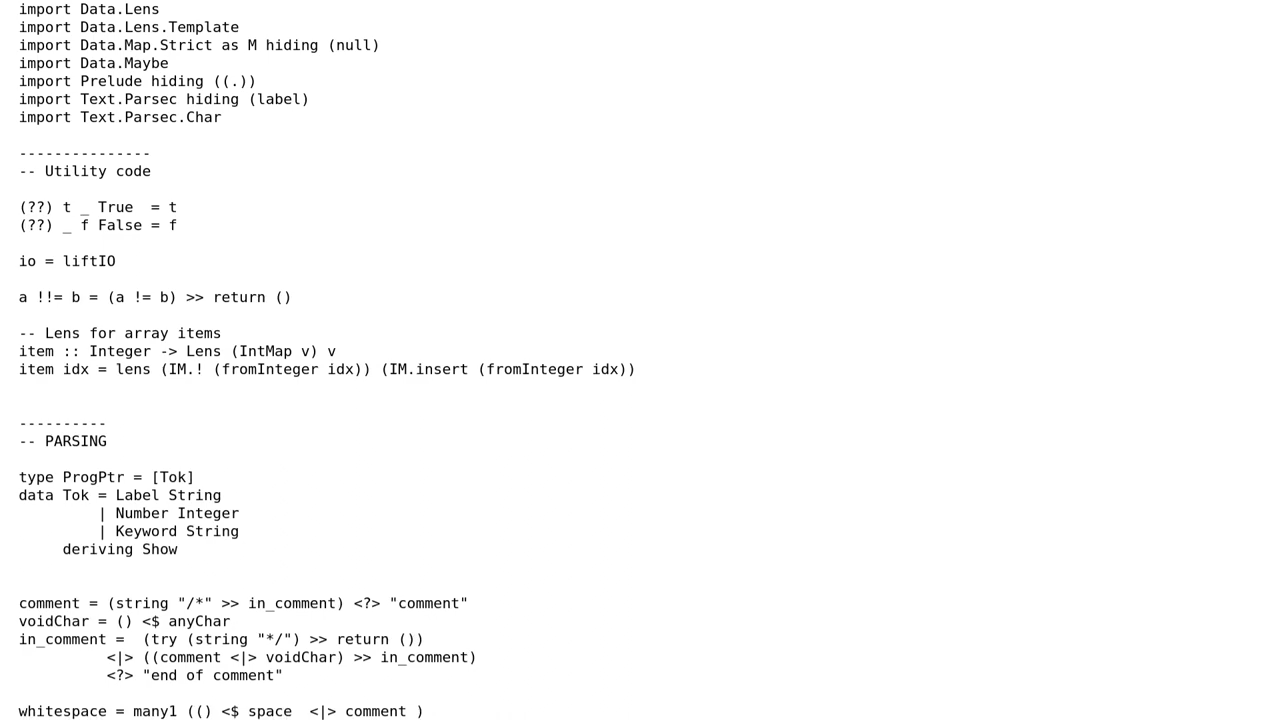 import Data.Lens
import Data.Lens.Template
import Data.Map.Strict as M hiding (null)
import Data.Maybe
import Prelude hiding ((.))
import Text.Parsec hiding (label)
import Text.Parsec.Char

---------------
-- Utility code

(??) t _ True  = t
(??) _ f False = f

io = liftIO

a !!= b = (a != b) >> return ()

-- Lens for array items
item :: Integer -> Lens (IntMap v) v
item idx = lens (IM.! (fromInteger idx)) (IM.insert (fromInteger idx))


----------
-- PARSING

type ProgPtr = [Tok]
data Tok = Label String
         | Number Integer
         | Keyword String
     deriving Show


comment = (string "/*" >> in_comment) <?> "comment"
voidChar = () <$ anyChar
in_comment =  (try (string "*/") >> return ())
          <|> ((comment <|> voidChar) >> in_comment)
          <?> "end of comment"

whitespace = many1 (() <$ space  <|> comment )